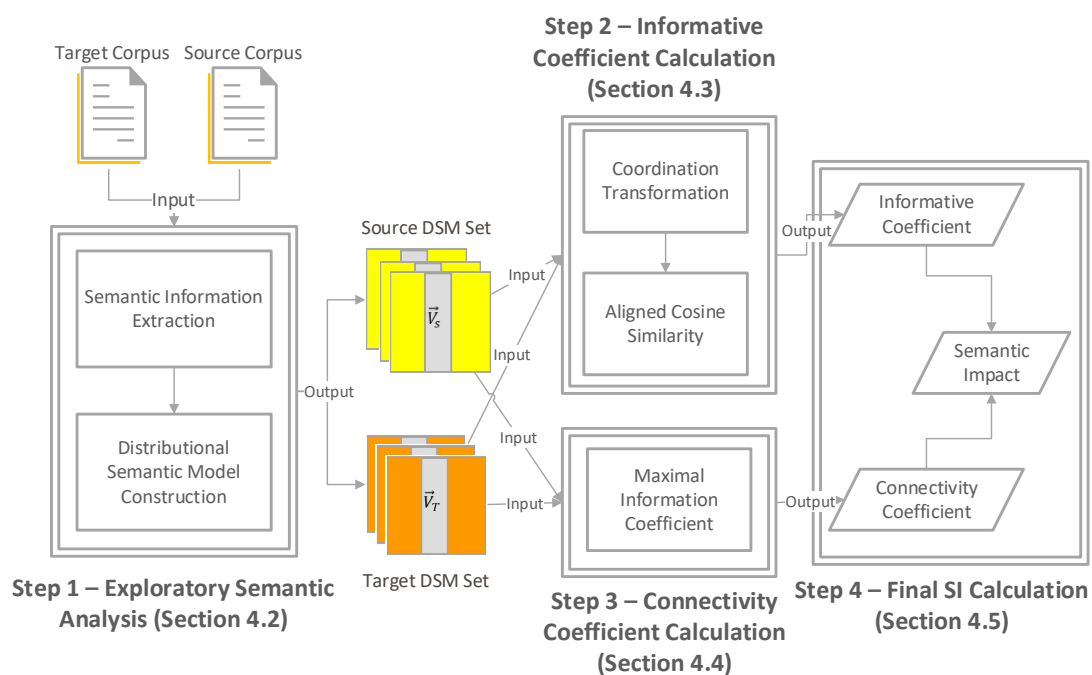 Target Corpus
Source Corpus
Input
Semantic Information
Extraction
Distributional
Semantic Model
Construction
Step 1 – Exploratory Semantic
Analysis (Section 4.2)
Output
Source DSM Set
V⃗s
V⃗T
Target DSM Set
Input
Input
Input
Input
Step 2 – Informative
Coefficient Calculation
(Section 4.3)
Coordination
Transformation
Aligned Cosine
Similarity
Maximal
Information
Coefficient
Step 3 – Connectivity
Coefficient Calculation
(Section 4.4)
Output
Output
Informative
Coefficient
Semantic
Impact
Connectivity
Coefficient
Step 4 – Final SI Calculation
(Section 4.5)